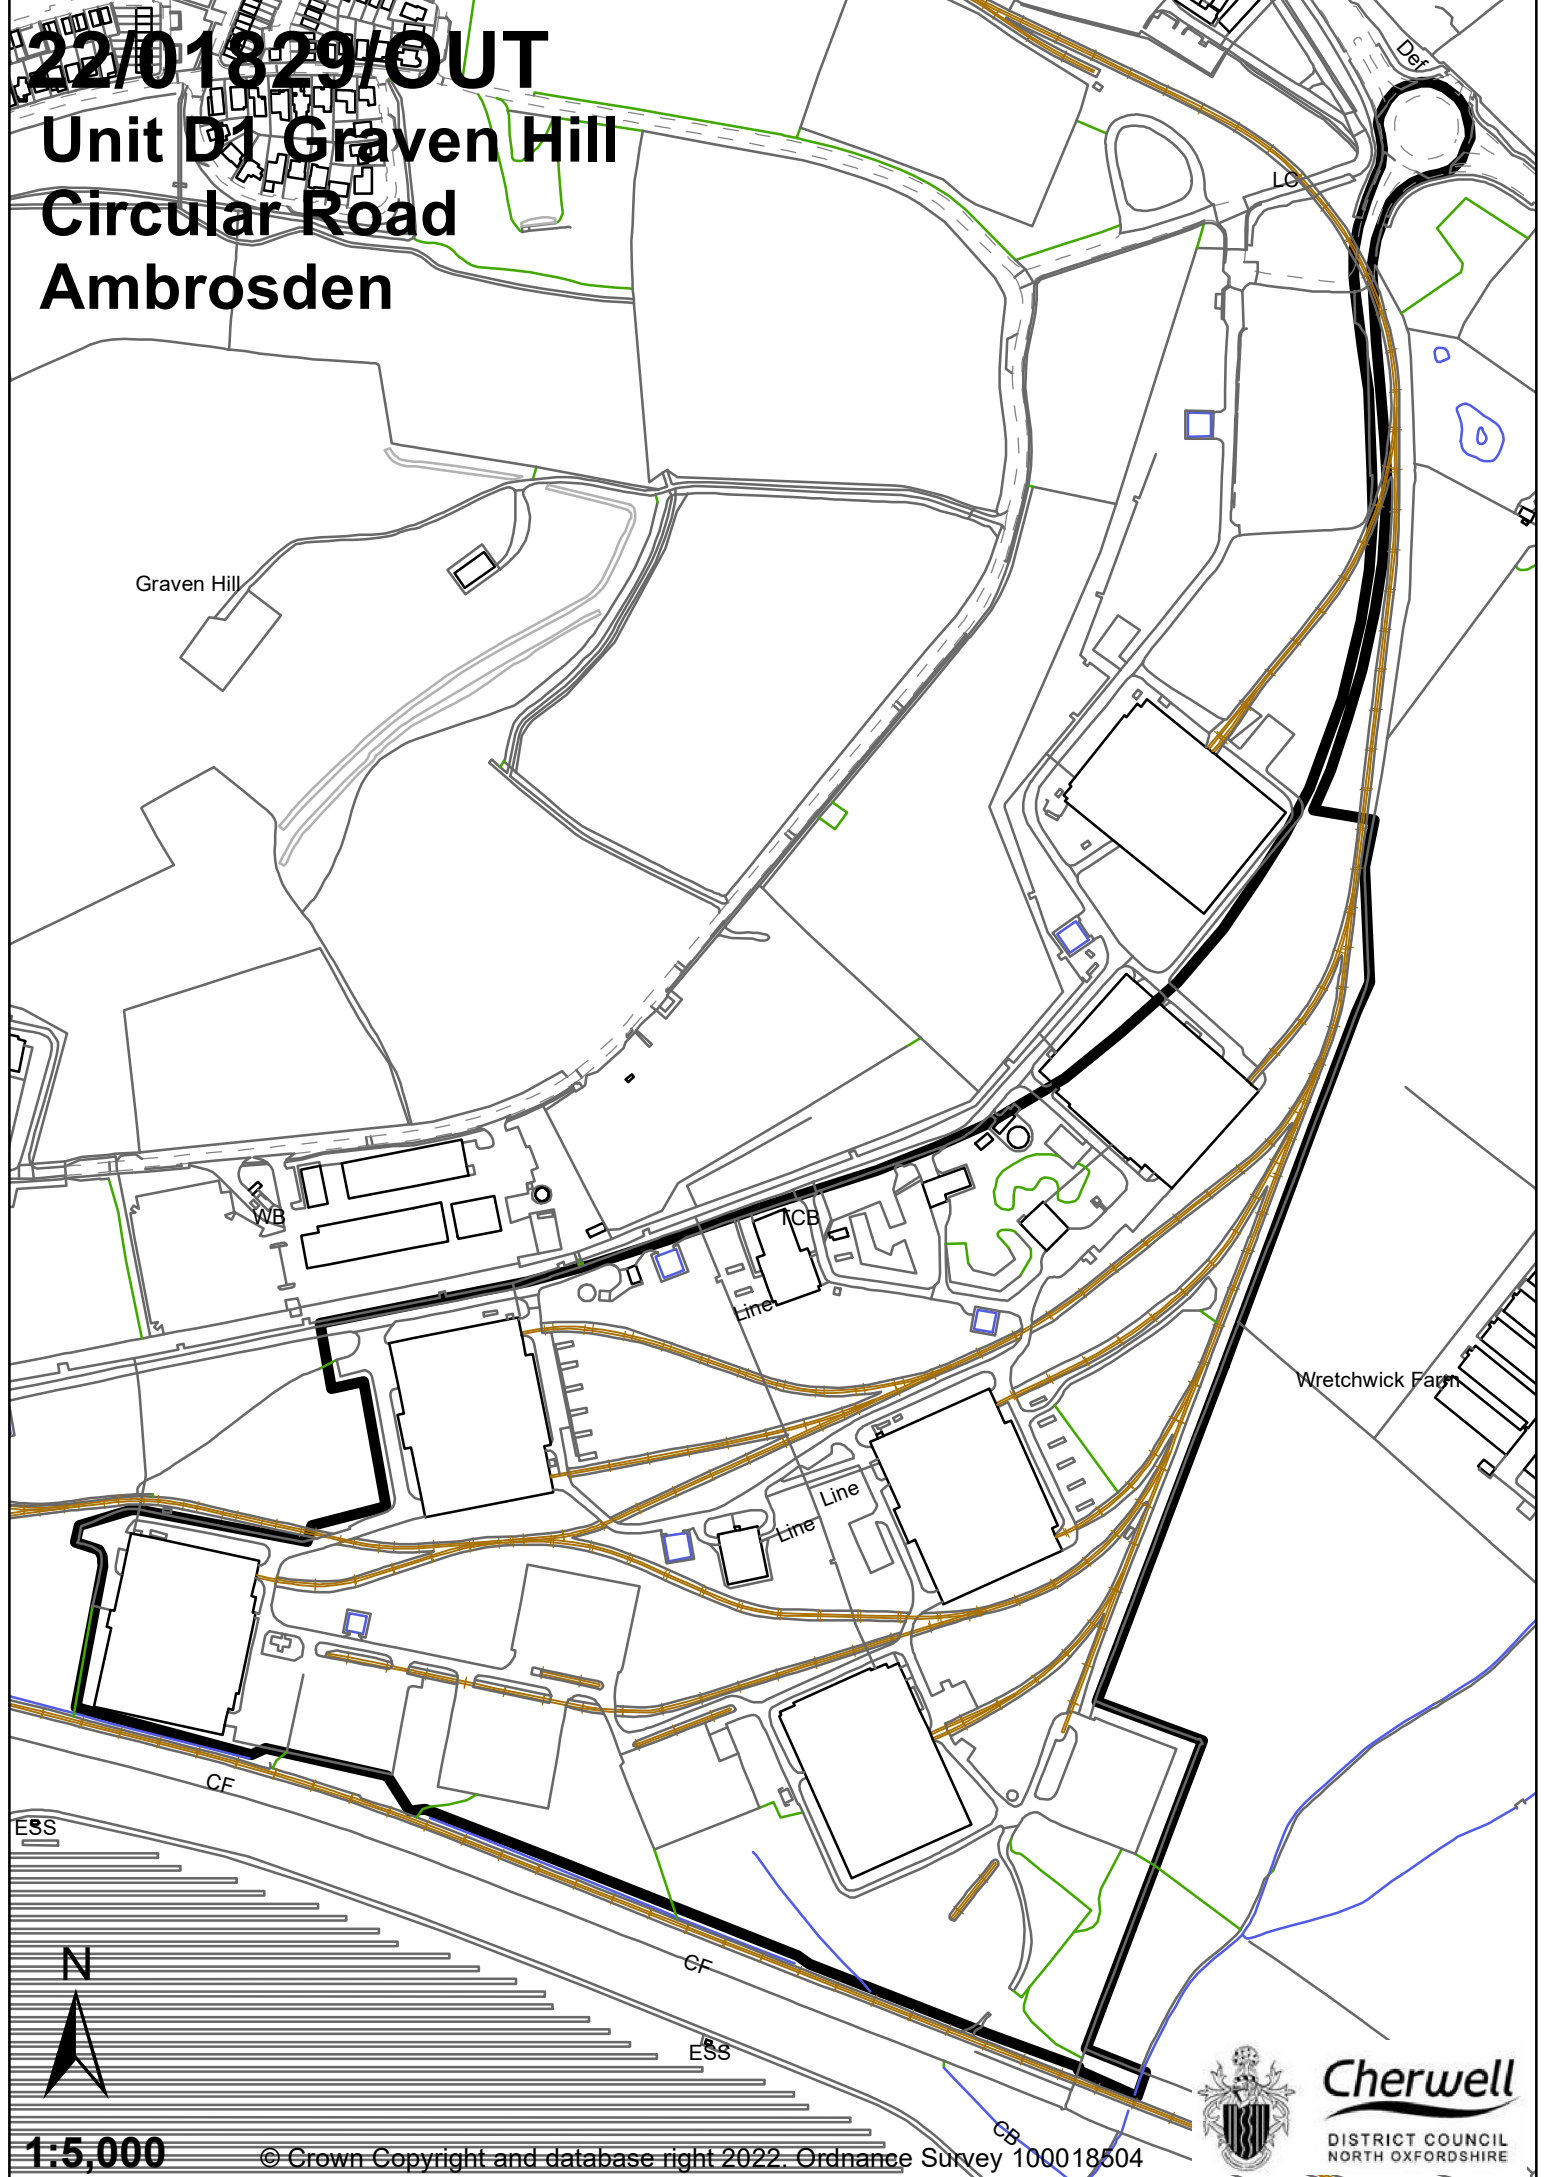 22/01829/OUT
Unit D1 Graven Hill
Circular Road
Ambrosden
Def
LC
Graven Hill
WB
TCB
Line
Wretchwick Farm
Line
Line
CF
ESS
CF
N
ESS
CB
1:5,000
© Crown Copyright and database right 2022. Ordnance Survey 100018504
Cherwell
DISTRICT COUNCIL
NORTH OXFORDSHIRE